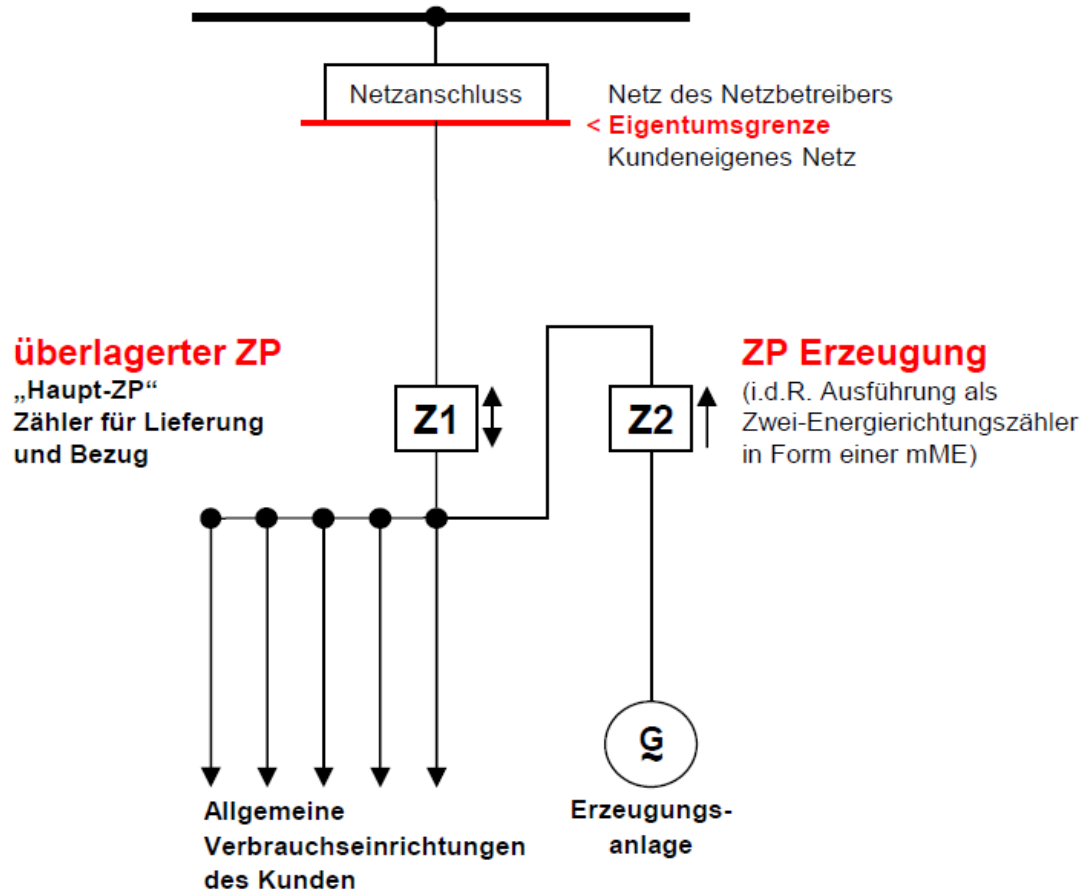 Netzanschluss
Netz des Netzbetreibers
< Eigentumsgrenze
Kundeneigenes Netz
überlagerter ZP
„Haupt-ZP“
Zähler für Lieferung
und Bezug
Z1
Z2
ZP Erzeugung
(i.d.R. Ausführung als
Zwei-Energierichtungszähler
in Form einer mME)
G
~
Allgemeine
Verbrauchseinrichtungen
des Kunden
Erzeugungs-
anlage